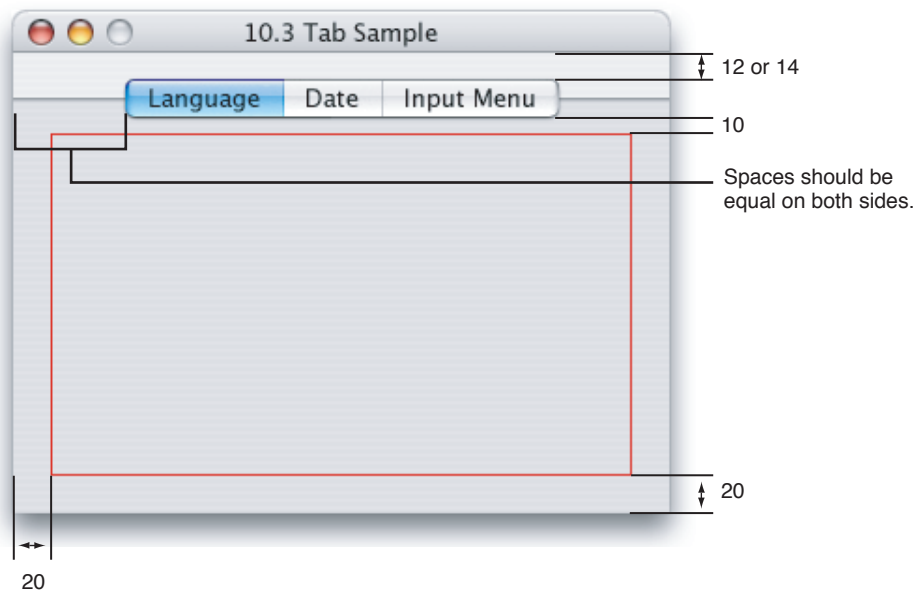 10.3 Tab Sample
12 or 14
Language Date Input Menu
10
Spaces should be
equal on both sides.
20
20